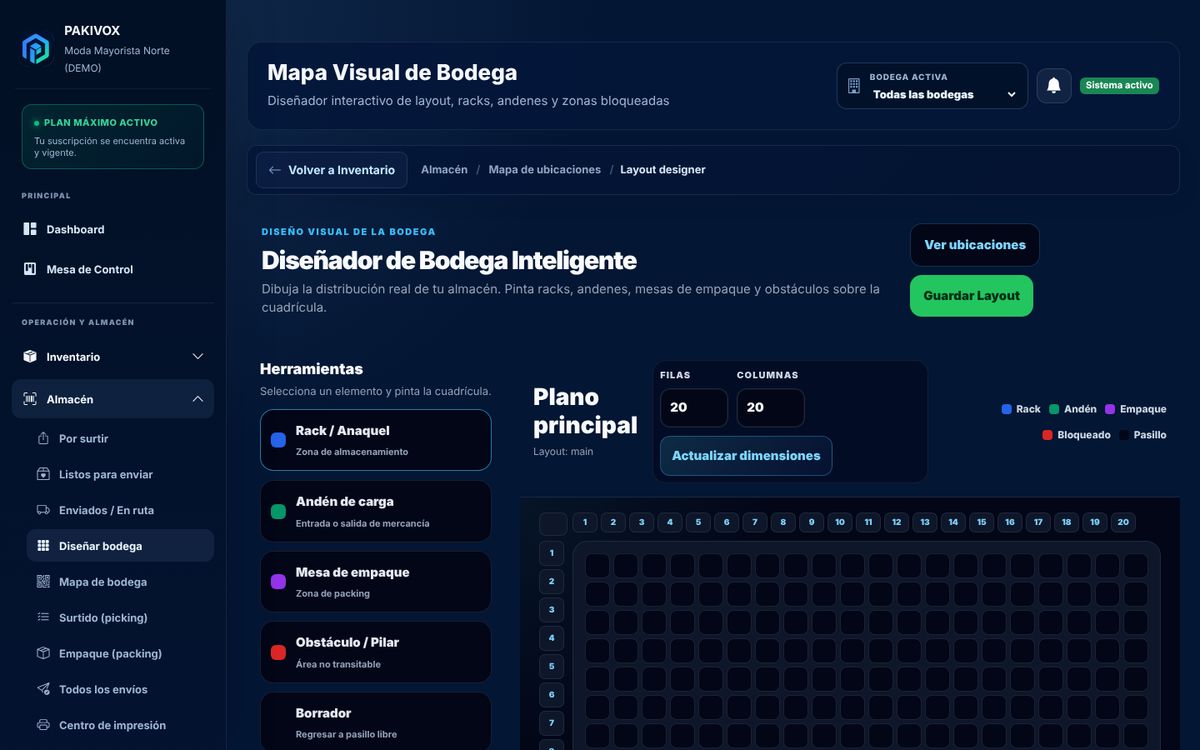 PAKIVOX
Moda Mayorista Norte
(DEMO)
PLAN MÁXIMO ACTIVO
Tu suscripción se encuentra activa
y vigente.
PRINCIPAL
Dashboard
Mesa de Control
OPERACIÓN Y ALMACÉN
Inventario
Almacén
Por surtir
Listos para enviar
Enviados / En ruta
Diseñar bodega
Mapa de bodega
Surtido (picking)
Empaque (packing)
Todos los envíos
Centro de impresión
Mapa Visual de Bodega
Diseñador interactivo de layout, racks, andenes y zonas bloqueadas
BODEGA ACTIVA
Todas las bodegas
Sistema activo
← Volver a Inventario
Almacén / Mapa de ubicaciones / Layout designer
DISEÑO VISUAL DE LA BODEGA
Diseñador de Bodega Inteligente
Dibuja la distribución real de tu almacén. Pinta racks, andenes, mesas de empaque y obstáculos sobre la
cuadrícula.
Ver ubicaciones
Guardar Layout
Herramientas
Selecciona un elemento y pinta la cuadrícula.
Rack / Anaquel
Zona de almacenamiento
Andén de carga
Entrada o salida de mercancía
Mesa de empaque
Zona de packing
Obstáculo / Pilar
Área no transitable
Borrador
Regresar a pasillo libre
Plano
principal
Layout: main
FILAS COLUMNAS
20 20
Actualizar dimensiones
Rack Andén Empaque
Bloqueado Pasillo
1 2 3 4 5 6 7 8 9 10 11 12 13 14 15 16 17 18 19 20
1
2
3
4
5
6
7